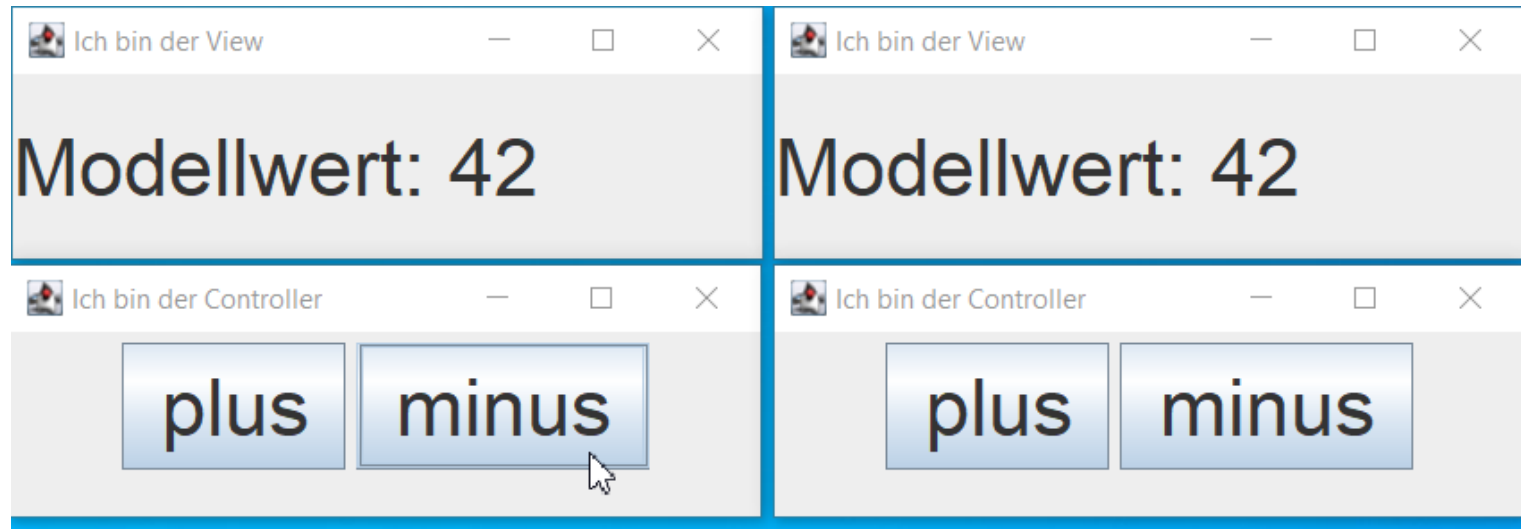 Ich bin der View
Ich bin der View
Modellwert: 42
Modellwert: 42
Ich bin der Controller
Ich bin der Controller
plus minus
plus minus